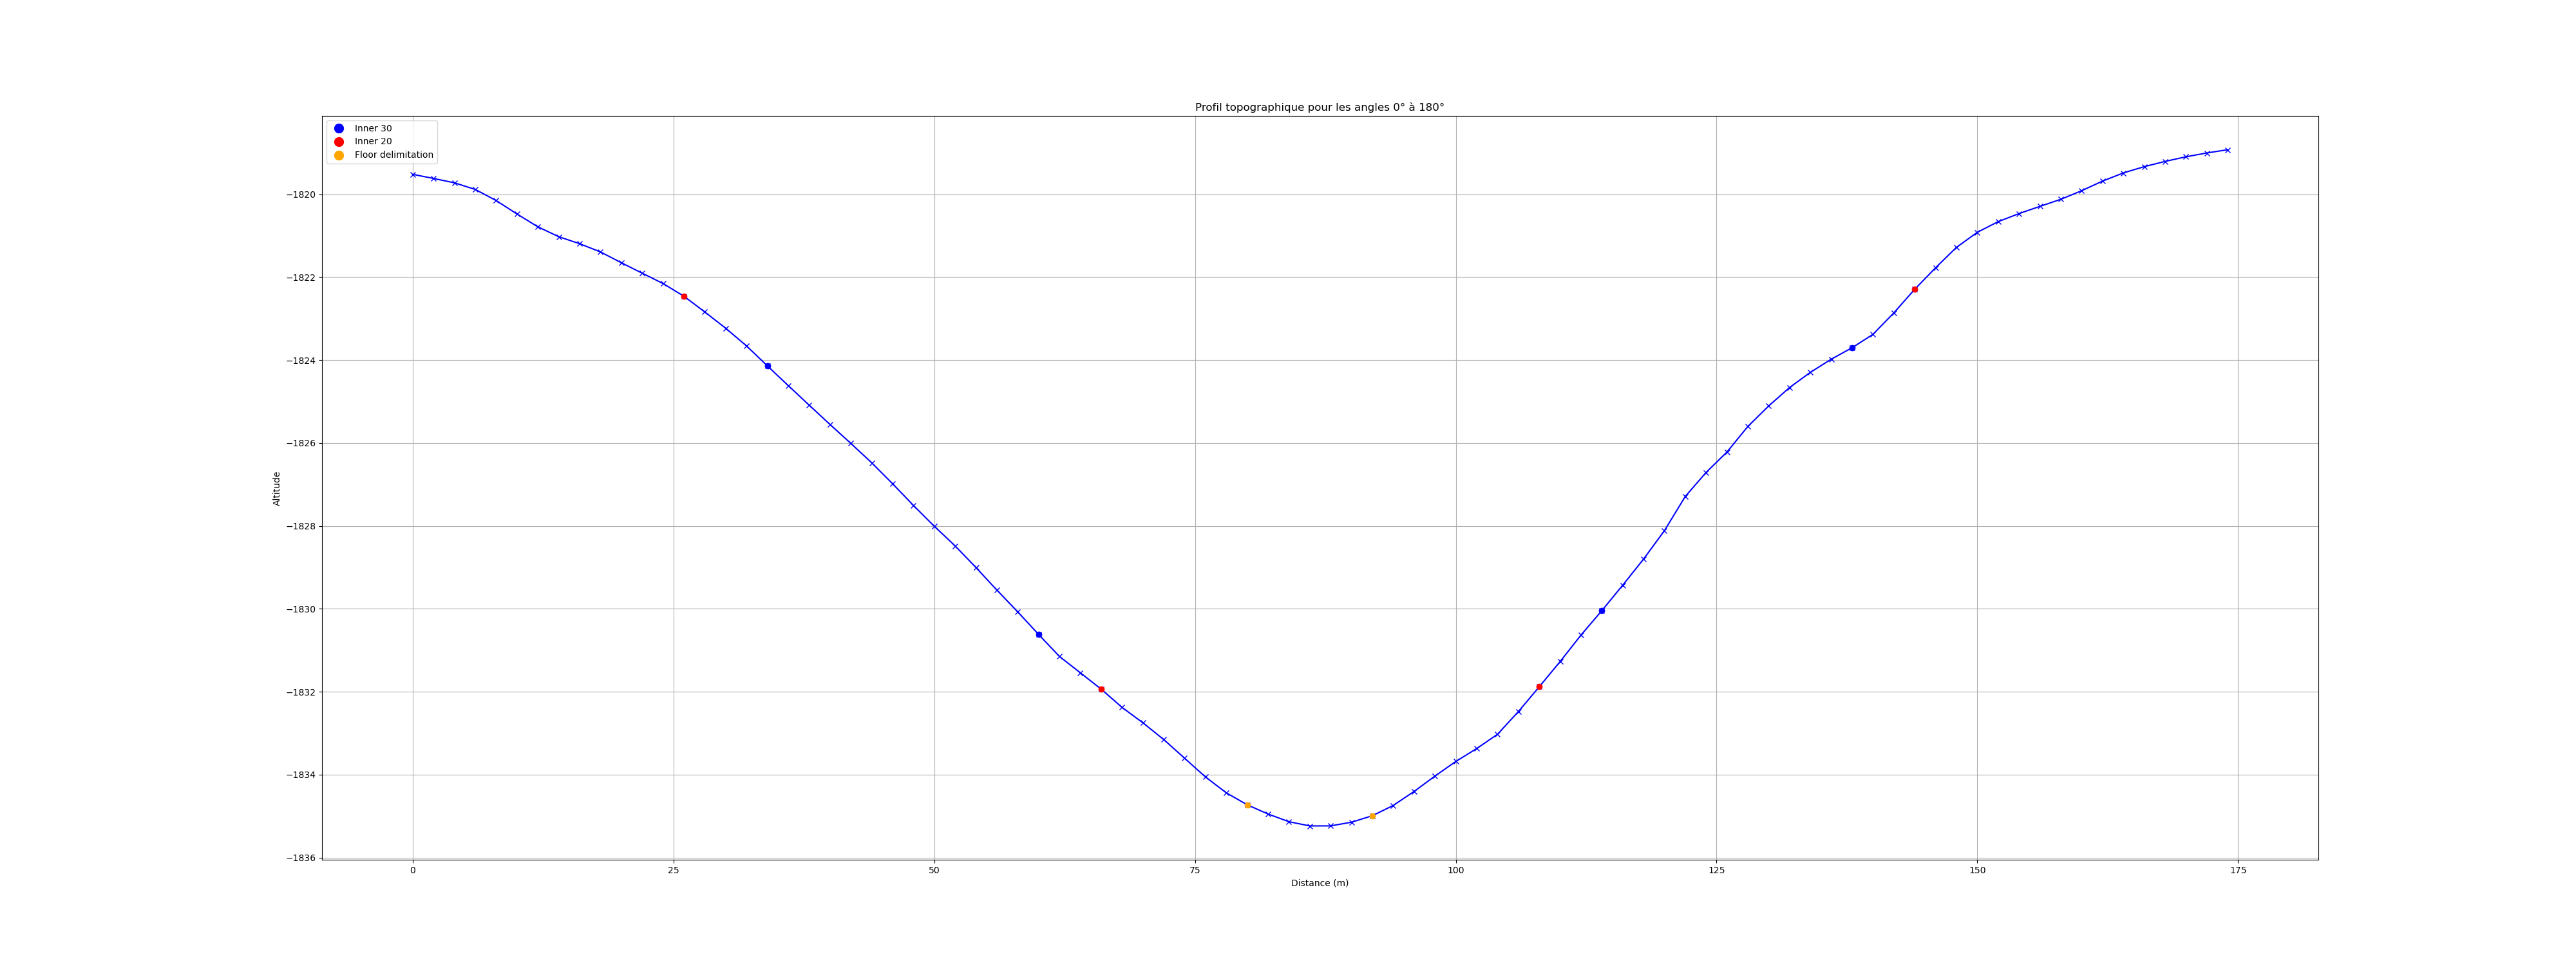 Profil topographique pour les angles 0° à 180°
Inner 30
Inner 20
Floor delimitation
−1820
−1822
−1824
−1826
−1828
−1830
−1832
−1834
−1836
Altitude
0 25 50 75 100 125 150 175
Distance (m)